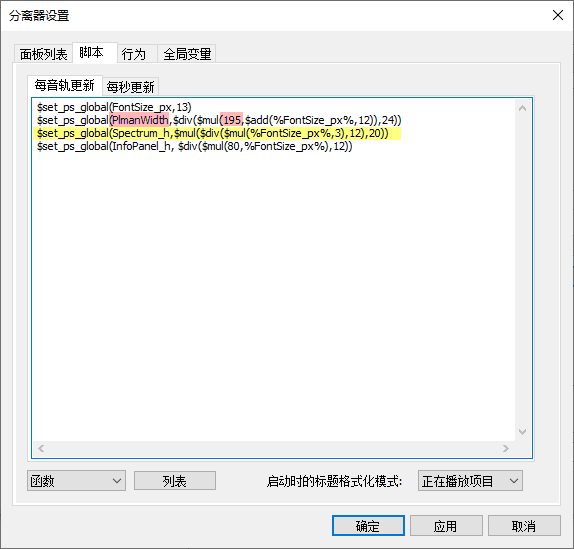 分离器设置
面板列表 脚本 行为 全局变量
每音轨更新 每秒更新
$set_ps_global(FontSize_px,13)
$set_ps_global(PlmanWidth,$div($mul(195,$add(%FontSize_px%,12)),24))
$set_ps_global(Spectrum_h,$mul($div($mul(%FontSize_px%,3),12),20))
$set_ps_global(InfoPanel_h, $div($mul(80,%FontSize_px%),12))
函数 列表 启动时的标题格式化模式: 正在播放项目
确定 应用 取消